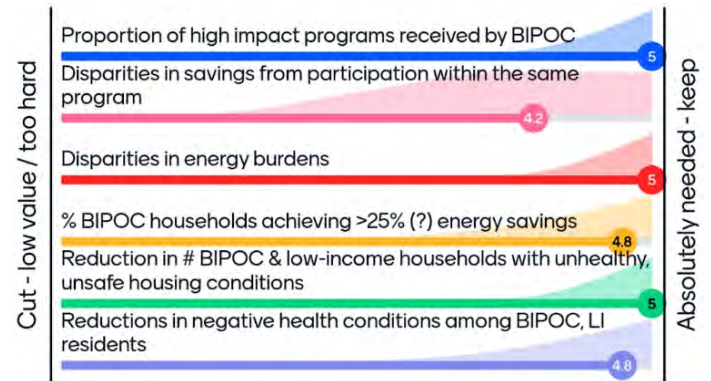 Cut - low value / too hard
Proportion of high impact programs received by BIPOC
5
Disparities in savings from participation within the same
program
4.2
Disparities in energy burdens
5
% BIPOC households achieving >25% (?) energy savings
4.8
Reduction in # BIPOC & low-income households with unhealthy,
unsafe housing conditions
5
Reductions in negative health conditions among BIPOC, LI
residents
4.8
Absolutely needed - keep